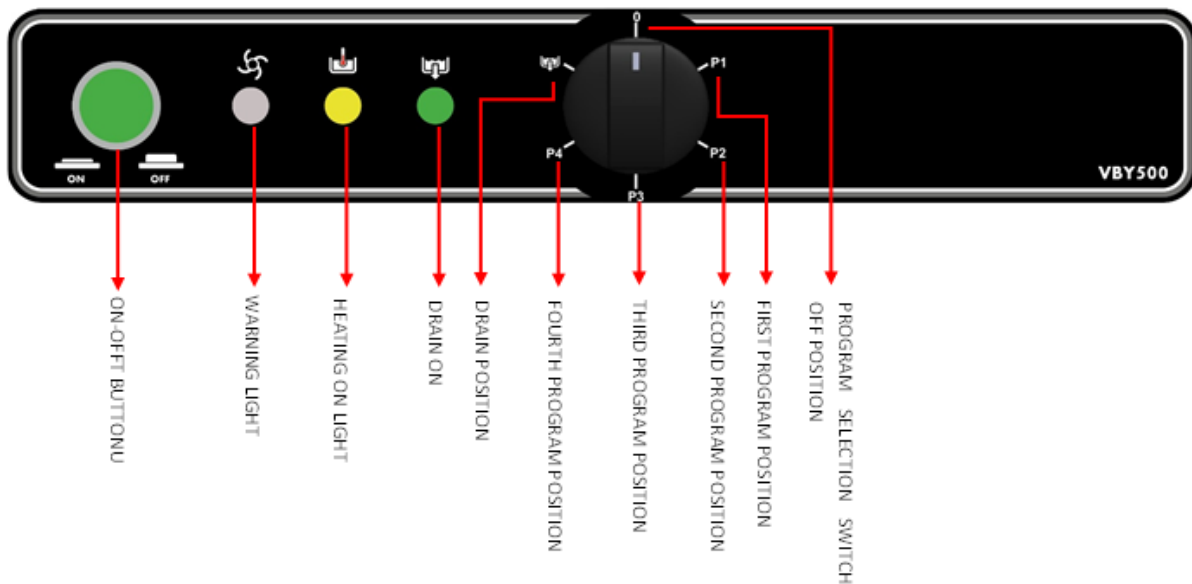 0
P1
P2
P3
P4
ON
OFF
VBY500
ON-OFFT BUTTONU
WARNING LIGHT
HEATING ON LIGHT
DRAIN ON
DRAIN POSITION
FOURTH PROGRAM POSITION
THIRD PROGRAM POSITION
SECOND PROGRAM POSITION
FIRST PROGRAM POSITION
PROGRAM SELECTION SWITCH
OFF POSITION